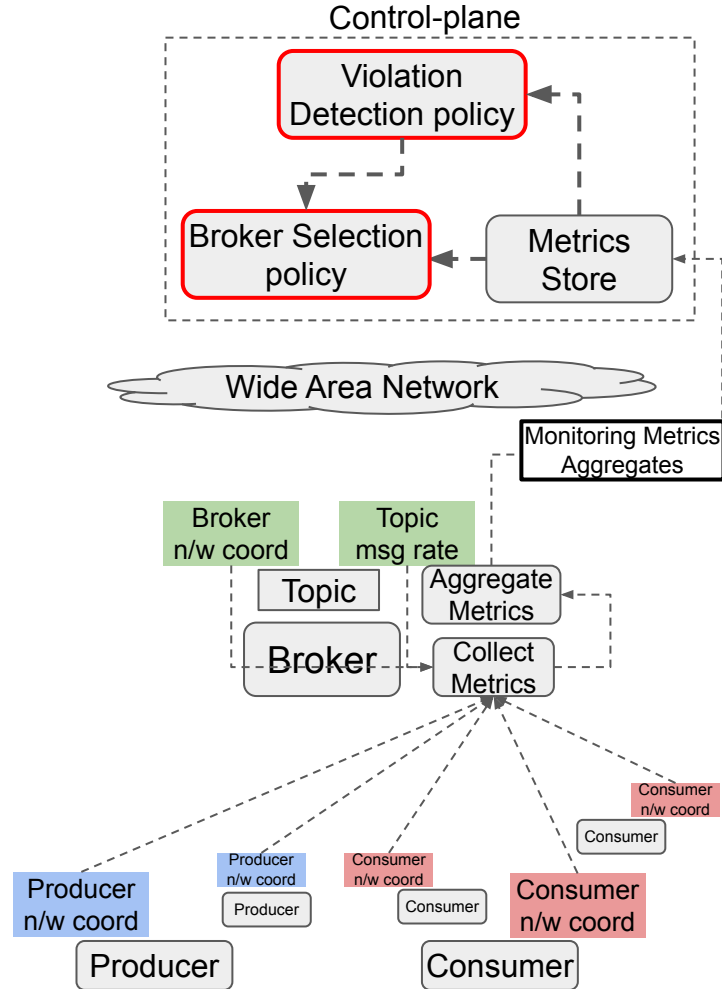 Control-plane
Violation
Detection policy
Broker Selection
policy
Metrics
Store
Wide Area Network
Monitoring Metrics
Aggregates
Broker
n/w coord
Topic
msg rate
Topic
Aggregate
Metrics
Broker
Collect
Metrics
Consumer
n/w coord
Consumer
Producer
n/w coord
Consumer
n/w coord
Producer
n/w coord
Producer
Consumer
Consumer
n/w coord
Producer
Consumer